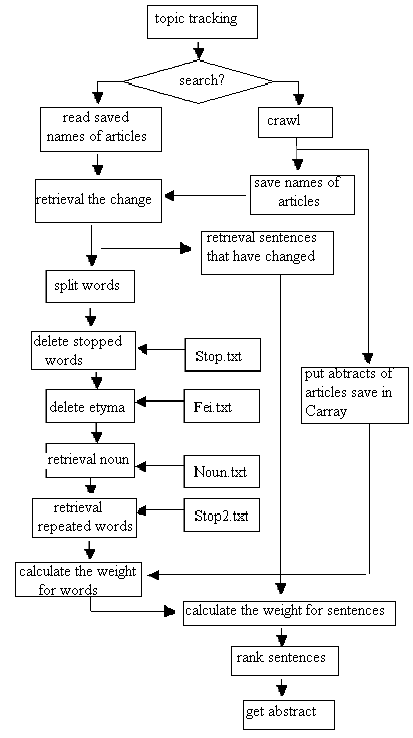 topic tracking
search?
read saved
names of articles
crawl
retrieval the change
save names of
articles
retrieval sentences
that have changed
split words
delete stopped
words
Stop.txt
put abtracts of
articles save in
Carray
delete etyma
Fei.txt
retrieval noun
Noun.txt
retrieval
repeated words
Stop2.txt
calculate the weight
for words
calculate the weight for sentences
rank sentences
get abstract